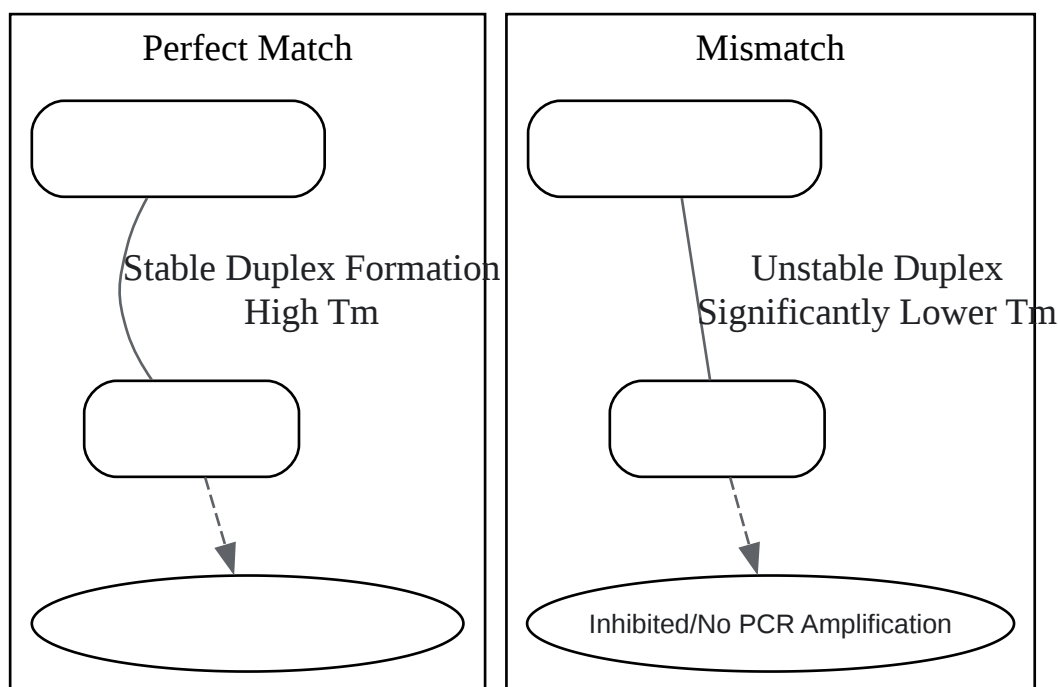 Perfect Match
Stable Duplex Formation
High Tm
Mismatch
Unstable Duplex
Significantly Lower Tm
Inhibited/No PCR Amplification